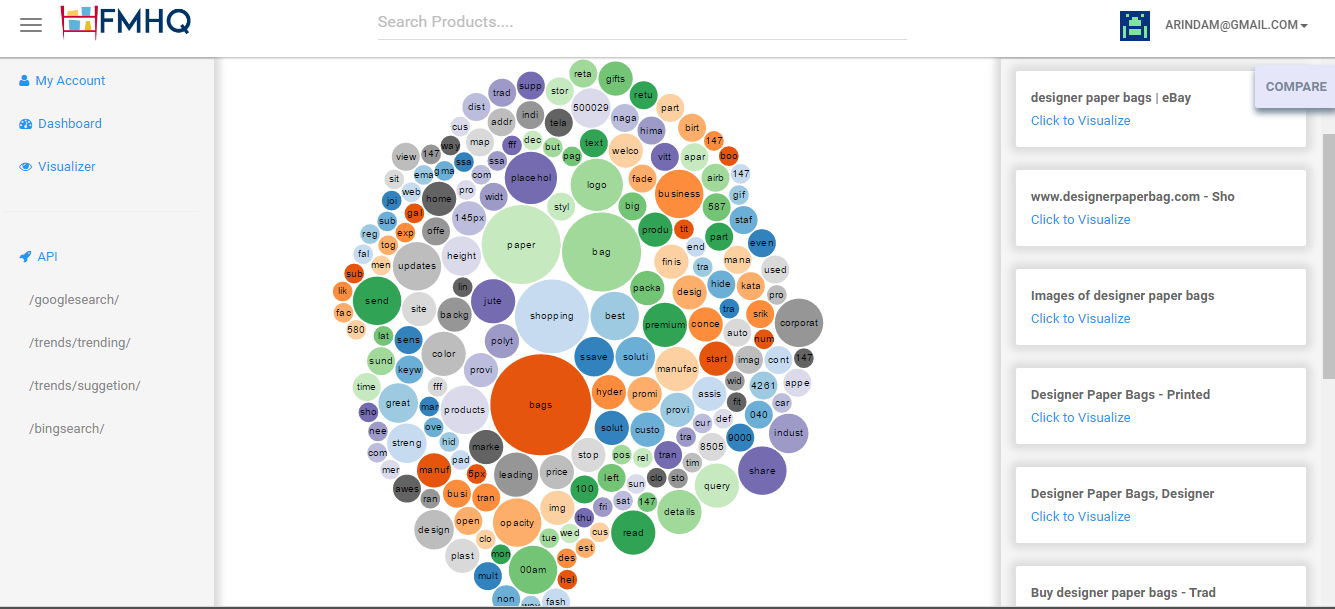 FMHQ
Search Products....
ARINDAM@GMAIL.COM
My Account
Dashboard
Visualizer
API
/googlesearch/
/trends/trending/
/trends/suggetion/
/bingsearch/
reta
gifts
supp
trad
stor
retu
dist
500029
part
indi
addr
tela
naga
cus
hima
birt
way
map
fff
dec
but
text
welco
147
view
147
ssa
ssa
pag
vitt
apar
boo
sit
ema
gma
com
placehol
logo
fade
airb
147
web
pro
joi
home
widt
styl
big
business
587
gif
gal
sub
145px
staf
reg
exp
offe
paper
bag
produ
tit
part
even
tog
end
fal
men
updates
height
finis
tra
mana
used
sub
lik
send
lin
packa
desig
hide
kata
pro
fac
site
backg
jute
shopping
best
premium
conce
tra
srik
corporat
580
lat
sens
color
polyt
auto
num
sund
keyw
provi
ssave
soluti
manufac
start
imag
cont
147
time
fff
wid
4261
appe
great
mar
products
bags
hyder
promi
provi
assis
fit
car
sho
040
nee
ove
solut
custo
cur
def
com
streng
hid
marke
tra
9000
indust
mer
pad
stop
pos
rel
tran
8505
manuf
5px
leading
price
left
sun
clo
sto
tim
share
awes
ran
busi
tran
100
query
sat
147
design
open
opacity
img
fri
thu
details
clo
tue
wed
cus
read
plast
mon
est
mult
00am
des
hel
non
fash
COMPARE
designer paper bags | eBay
Click to Visualize
www.designerpaperbag.com - Sho
Click to Visualize
Images of designer paper bags
Click to Visualize
Designer Paper Bags - Printed
Click to Visualize
Designer Paper Bags, Designer
Click to Visualize
Buy designer paper bags - Trad